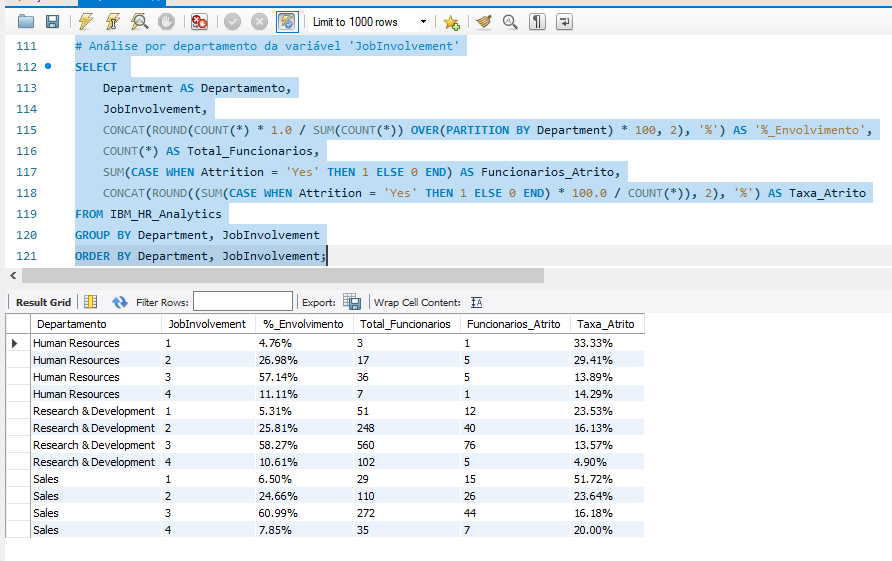 Limit to 1000 rows
111 # Análise por departamento da variável 'JobInvolvement'
112 SELECT
113 Department AS Departamento,
114 JobInvolvement,
115 CONCAT(ROUND(COUNT(*) * 1.0 / SUM(COUNT(*)) OVER(PARTITION BY Department) * 100, 2), '%') AS '%_Envolvimento',
116 COUNT(*) AS Total_Funcionarios,
117 SUM(CASE WHEN Attrition = 'Yes' THEN 1 ELSE 0 END) AS Funcionarios_Atrito,
118 CONCAT(ROUND((SUM(CASE WHEN Attrition = 'Yes' THEN 1 ELSE 0 END) * 100.0 / COUNT(*)), 2), '%') AS Taxa_Atrito
119 FROM IBM_HR_Analytics
120 GROUP BY Department, JobInvolvement
121 ORDER BY Department, JobInvolvement;
Result Grid Filter Rows: Export: Wrap Cell Content: IA
Departamento JobInvolvement %_Envolvimento Total_Funcionarios Funcionarios_Atrito Taxa_Atrito
Human Resources 1 4.76% 3 1 33.33%
Human Resources 2 26.98% 17 5 29.41%
Human Resources 3 57.14% 36 5 13.89%
Human Resources 4 11.11% 7 1 14.29%
Research & Development 1 5.31% 51 12 23.53%
Research & Development 2 25.81% 248 40 16.13%
Research & Development 3 58.27% 560 76 13.57%
Research & Development 4 10.61% 102 5 4.90%
Sales 1 6.50% 29 15 51.72%
Sales 2 24.66% 110 26 23.64%
Sales 3 60.99% 272 44 16.18%
Sales 4 7.85% 35 7 20.00%